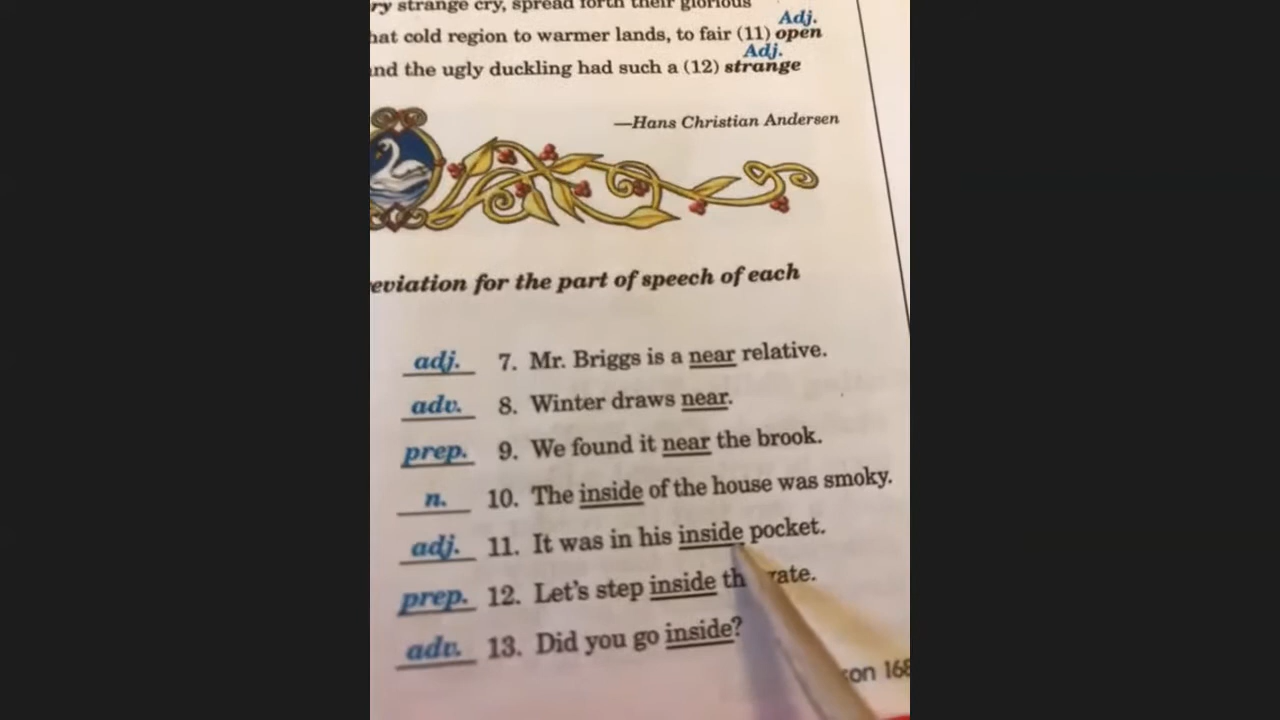 ry strange cry, spread forth their glorious
Adj.
hat cold region to warmer lands, to fair (11) open
Adj.
and the ugly duckling had such a (12) strange
—Hans Christian Andersen
eviation for the part of speech of each
adj. 7. Mr. Briggs is a near relative.
adv. 8. Winter draws near.
prep. 9. We found it near the brook.
n. 10. The inside of the house was smoky.
adj. 11. It was in his inside pocket.
prep. 12. Let's step inside th ate.
adv. 13. Did you go inside?
on 168